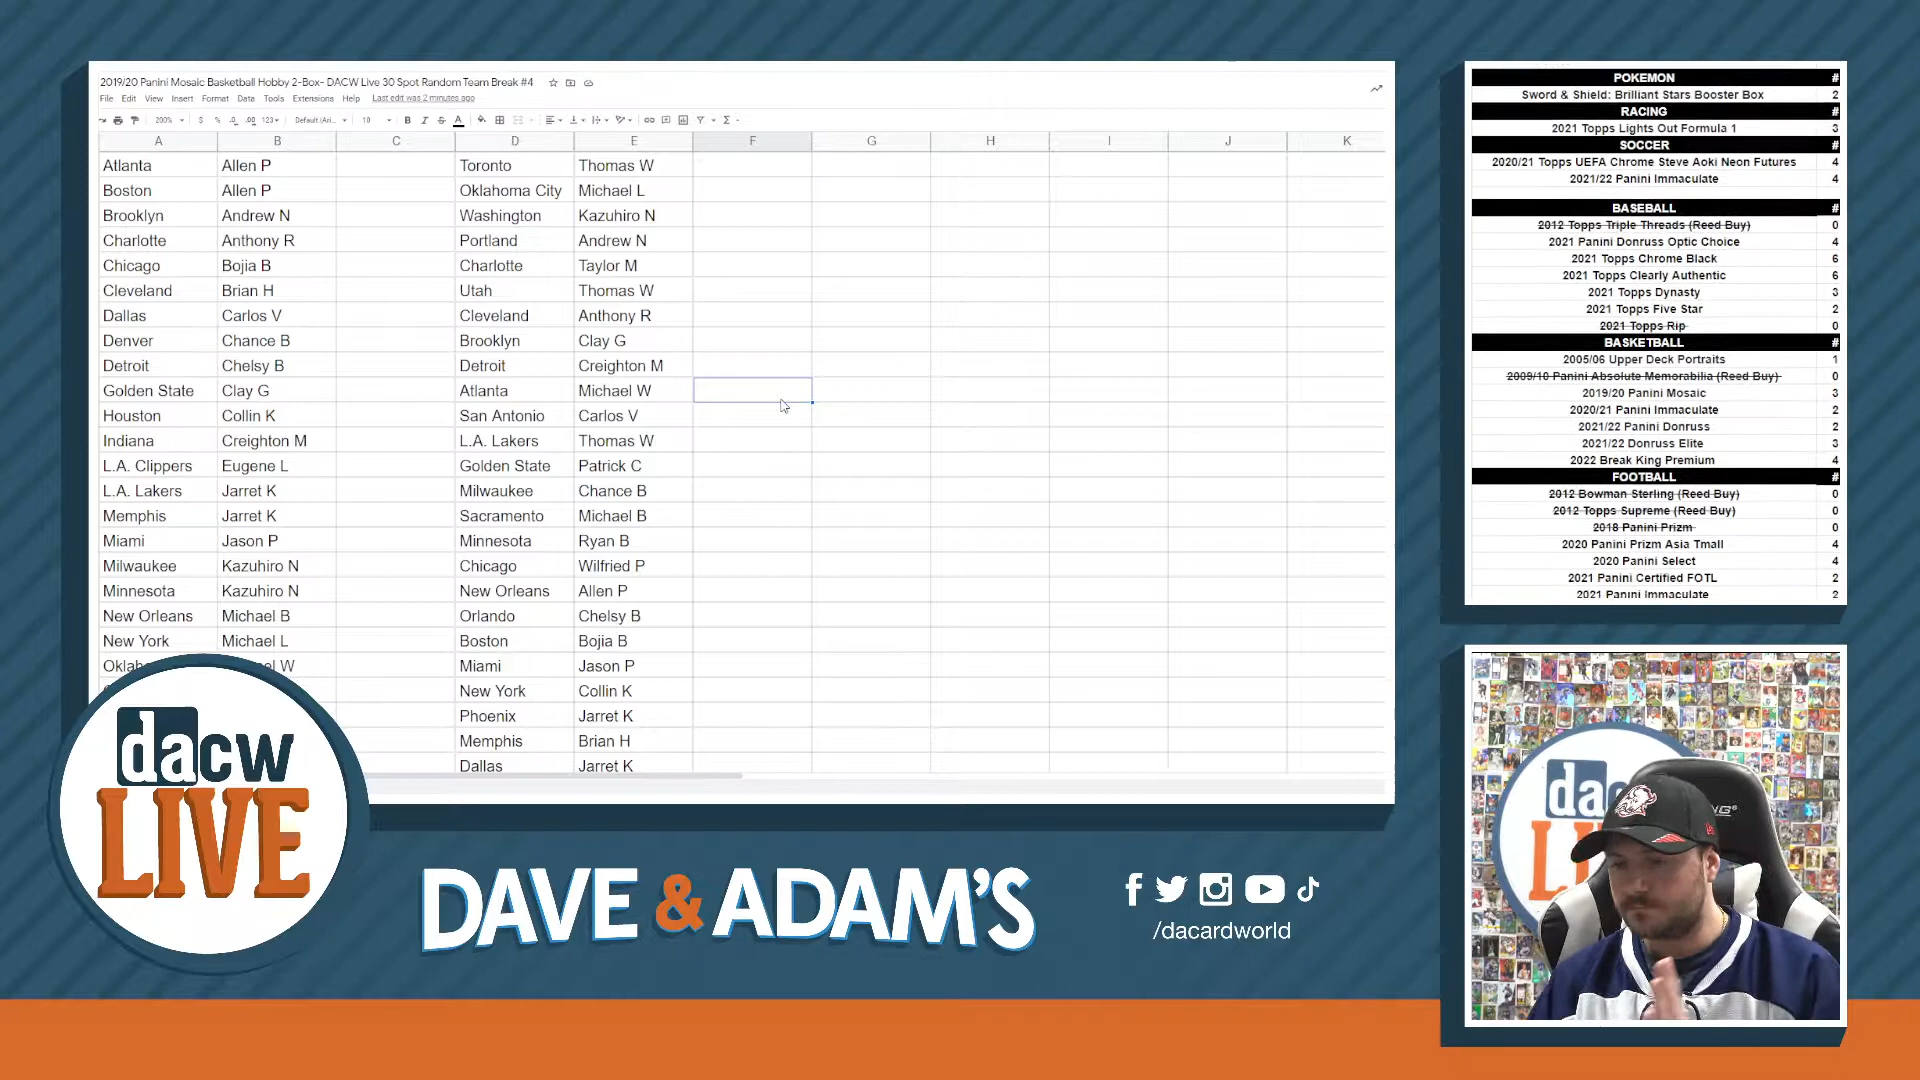 2019/20 Panini Mosaic Basketball Hobby 2-Box- DACW Live 30 Spot Random Team Break #4
File Edit View Insert Format Data Tools Extensions Help Last edit was 2 minutes ago
200% $ % .0 .00 123 Default (Ari... 10 B I S A
A B C D E F G H I J K
Atlanta Allen P Toronto Thomas W
Boston Allen P Oklahoma City Michael L
Brooklyn Andrew N Washington Kazuhiro N
Charlotte Anthony R Portland Andrew N
Chicago Bojia B Charlotte Taylor M
Cleveland Brian H Utah Thomas W
Dallas Carlos V Cleveland Anthony R
Denver Chance B Brooklyn Clay G
Detroit Chelsy B Detroit Creighton M
Golden State Clay G Atlanta Michael W
Houston Collin K San Antonio Carlos V
Indiana Creighton M L.A. Lakers Thomas W
L.A. Clippers Eugene L Golden State Patrick C
L.A. Lakers Jarret K Milwaukee Chance B
Memphis Jarret K Sacramento Michael B
Miami Jason P Minnesota Ryan B
Milwaukee Kazuhiro N Chicago Wilfried P
Minnesota Kazuhiro N New Orleans Allen P
New Orleans Michael B Orlando Chelsy B
New York Michael L Boston Bojia B
Miami Jason P
New York Collin K
Phoenix Jarret K
Memphis Brian H
Dallas Jarret K
POKEMON #
Sword & Shield: Brilliant Stars Booster Box 2
RACING #
2021 Topps Lights Out Formula 1 3
SOCCER #
2020/21 Topps UEFA Chrome Steve Aoki Neon Futures 4
2021/22 Panini Immaculate 4
BASEBALL #
2012 Topps Triple Threads (Reed Buy) 0
2021 Panini Donruss Optic Choice 4
2021 Topps Chrome Black 6
2021 Topps Clearly Authentic 6
2021 Topps Dynasty 3
2021 Topps Five Star 2
2021 Topps Rip 0
BASKETBALL #
2005/06 Upper Deck Portraits 1
2009/10 Panini Absolute Memorabilia (Reed Buy) 0
2019/20 Panini Mosaic 3
2020/21 Panini Immaculate 2
2021/22 Panini Donruss 2
2021/22 Donruss Elite 3
2022 Break King Premium 4
FOOTBALL #
2012 Bowman Sterling (Reed Buy) 0
2012 Topps Supreme (Reed Buy) 0
2018 Panini Prizm 0
2020 Panini Prizm Asia Tmall 4
2020 Panini Select 4
2021 Panini Certified FOTL 2
2021 Panini Immaculate 2
dacw
LIVE
DAVE & ADAM'S
/dacardworld